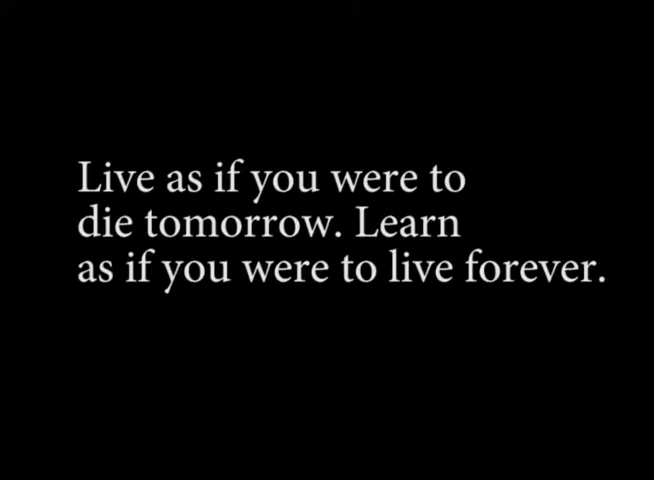 Live as if you were to
die tomorrow. Learn
as if you were to live forever.